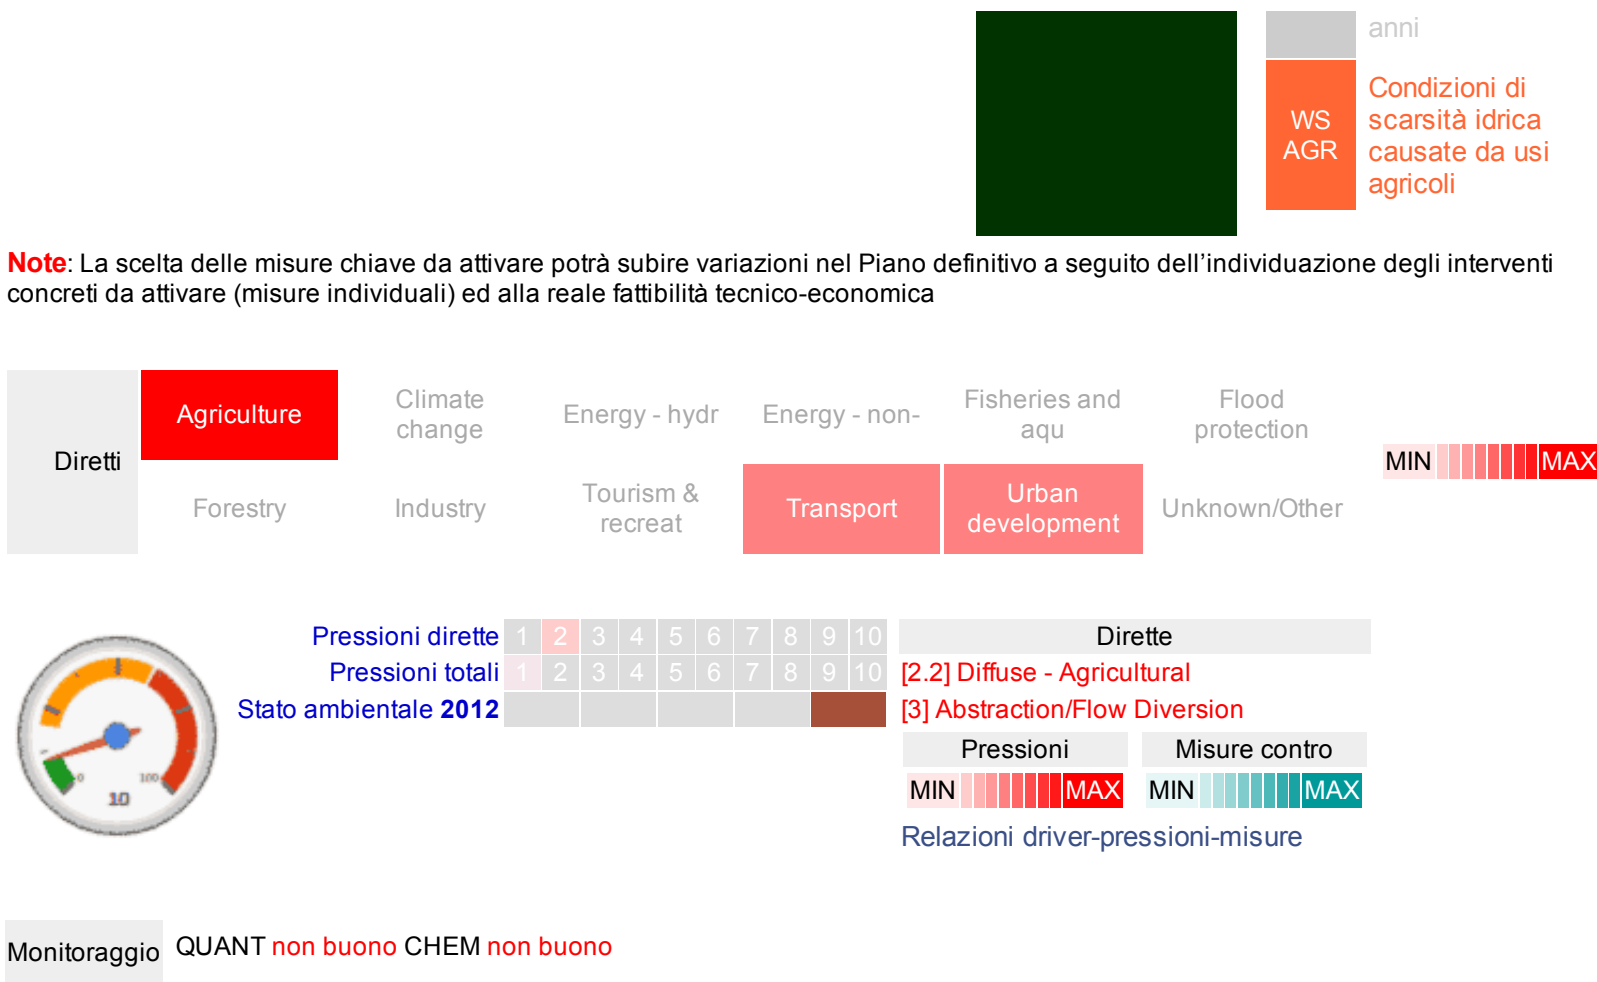 anni
WS
AGR
Condizioni di
scarsità idrica
causate da usi
agricoli
Note: La scelta delle misure chiave da attivare potrà subire variazioni nel Piano definitivo a seguito dell’individuazione degli interventi
concreti da attivare (misure individuali) ed alla reale fattibilità tecnico-economica
Diretti
Agriculture
Climate
change
Energy - hydr
Energy - non-
Fisheries and
aqu
Flood
protection
Forestry
Industry
Tourism &
recreat
Transport
Urban
development
Unknown/Other
MIN MAX
Pressioni dirette 1 2 3 4 5 6 7 8 9 10
Pressioni totali 1 2 3 4 5 6 7 8 9 10
Stato ambientale 2012
0 100
10
Dirette
[2.2] Diffuse - Agricultural
[3] Abstraction/Flow Diversion
Pressioni Misure contro
MIN MAX MIN MAX
Relazioni driver-pressioni-misure
Monitoraggio QUANT non buono CHEM non buono